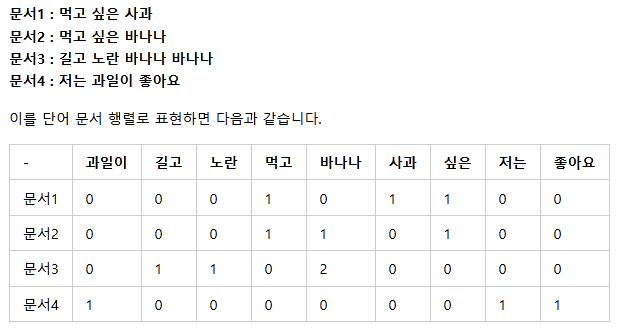 문서1 : 먹고 싶은 사과
문서2 : 먹고 싶은 바나나
문서3 : 길고 노란 바나나 바나나
문서4 : 저는 과일이 좋아요
이를 단어 문서 행렬로 표현하면 다음과 같습니다.
- 과일이 길고 노란 먹고 바나나 사과 싶은 저는 좋아요
문서1 0 0 0 1 0 1 1 0 0
문서2 0 0 0 1 1 0 1 0 0
문서3 0 1 1 0 2 0 0 0 0
문서4 1 0 0 0 0 0 0 1 1